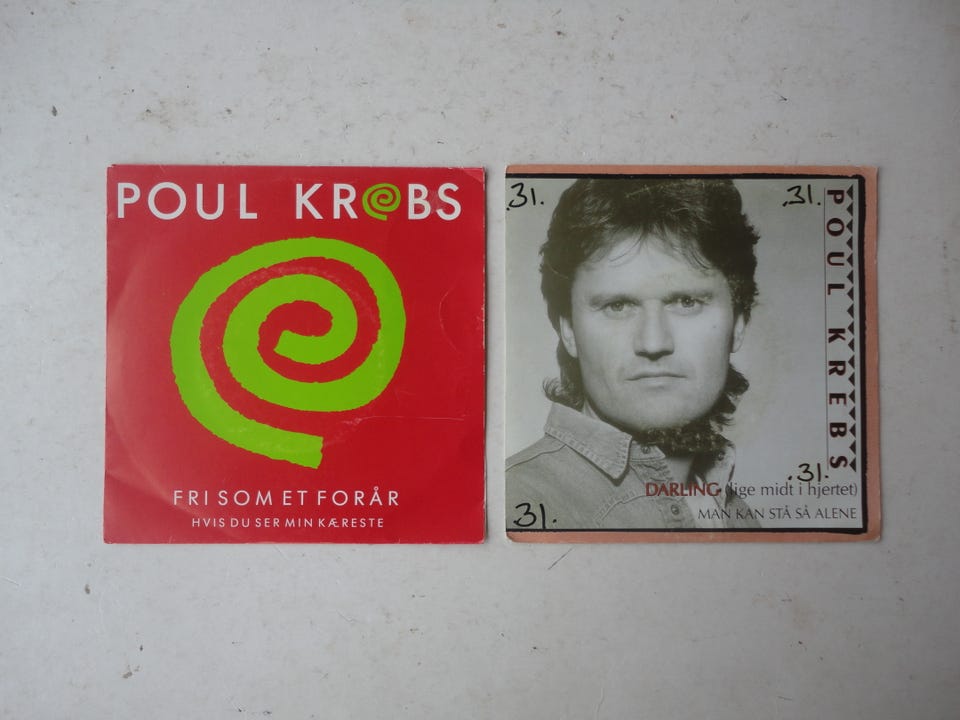 POUL KREBS
FRI SOM ET FORÅR
HVIS DU SER MIN KÆRESTE
.31.
.31.
POUL KREBS
.31.
DARLING (lige midt i hjertet)
MAN KAN STÅ SÅ ALENE
.31.